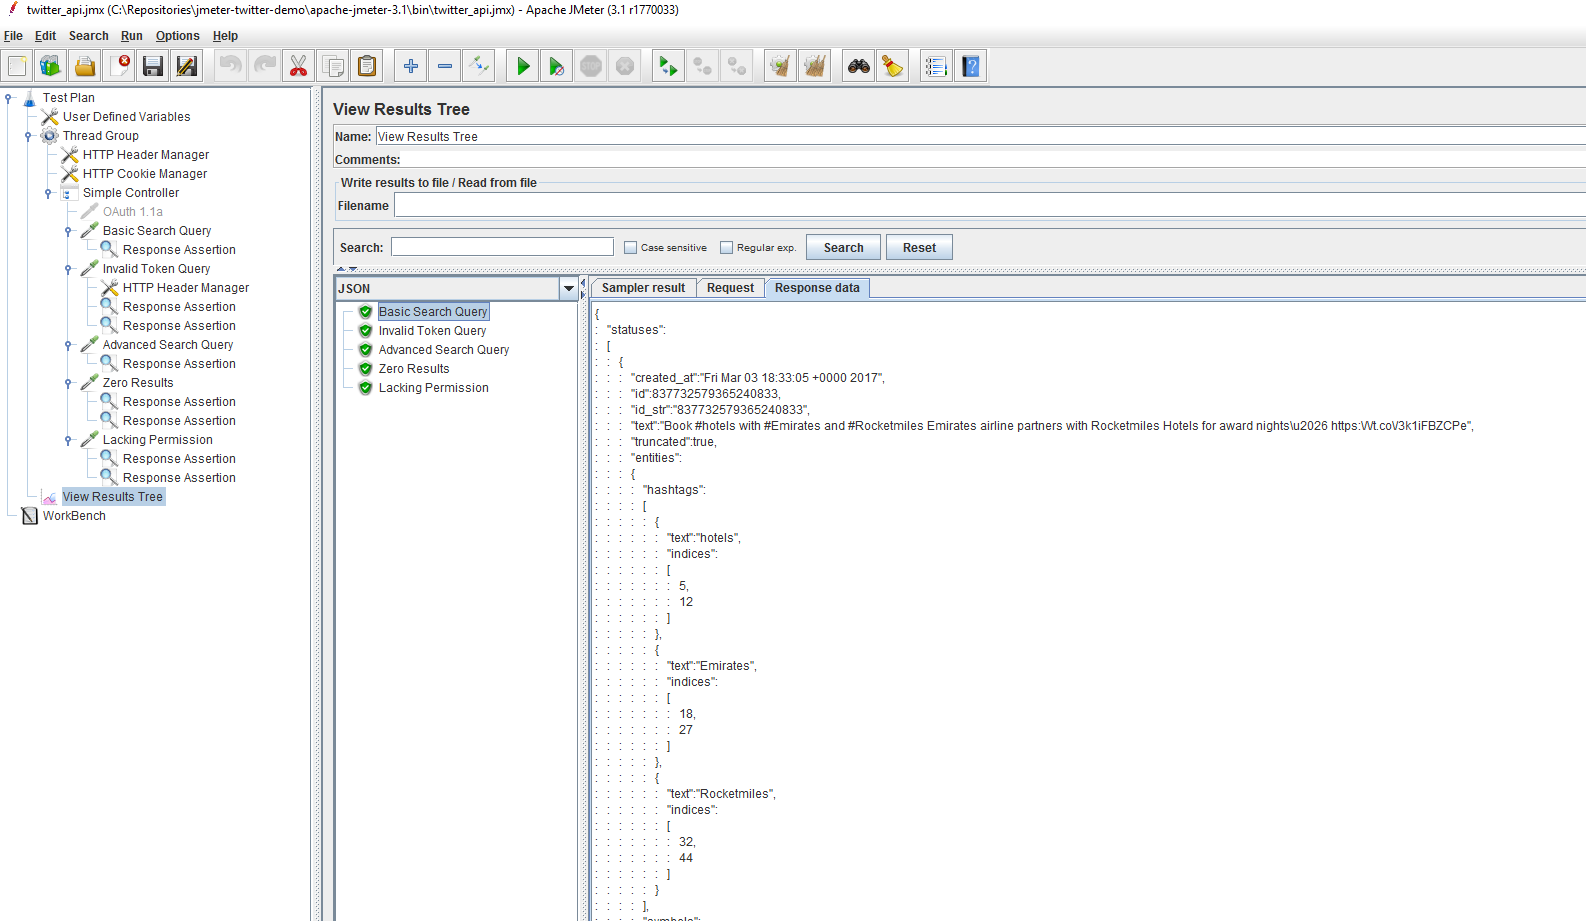 twitter_api.jmx (C:\Repositories\jmeter-twitter-demo\apache-jmeter-3.1\bin\twitter_api.jmx) - Apache JMeter (3.1 r1770033)
File Edit Search Run Options Help
STOP
Test Plan
User Defined Variables
Thread Group
HTTP Header Manager
HTTP Cookie Manager
Simple Controller
OAuth 1.1a
Basic Search Query
Response Assertion
Invalid Token Query
HTTP Header Manager
Response Assertion
Response Assertion
Advanced Search Query
Response Assertion
Zero Results
Response Assertion
Response Assertion
Lacking Permission
Response Assertion
Response Assertion
View Results Tree
WorkBench
View Results Tree
Name: View Results Tree
Comments:
Write results to file / Read from file
Filename
Search: Case sensitive Regular exp. Search Reset
JSON
Basic Search Query
Invalid Token Query
Advanced Search Query
Zero Results
Lacking Permission
Sampler result Request Response data
{
: "statuses":
: [
: : {
: : : "created_at":"Fri Mar 03 18:33:05 +0000 2017",
: : : "id":837732579365240833,
: : : "id_str":"837732579365240833",
: : : "text":"Book #hotels with #Emirates and #Rocketmiles Emirates airline partners with Rocketmiles Hotels for award nights\u2026 https:\/\/t.co\/3k1iFBZCPe",
: : : "truncated":true,
: : : "entities":
: : : {
: : : : "hashtags":
: : : : [
: : : : : {
: : : : : : "text":"hotels",
: : : : : : "indices":
: : : : : : [
: : : : : : : 5,
: : : : : : : 12
: : : : : : ]
: : : : : },
: : : : : {
: : : : : : "text":"Emirates",
: : : : : : "indices":
: : : : : : [
: : : : : : : 18,
: : : : : : : 27
: : : : : : ]
: : : : : },
: : : : : {
: : : : : : "text":"Rocketmiles",
: : : : : : "indices":
: : : : : : [
: : : : : : : 32,
: : : : : : : 44
: : : : : : ]
: : : : : }
: : : : ],
: : : : "symbols":